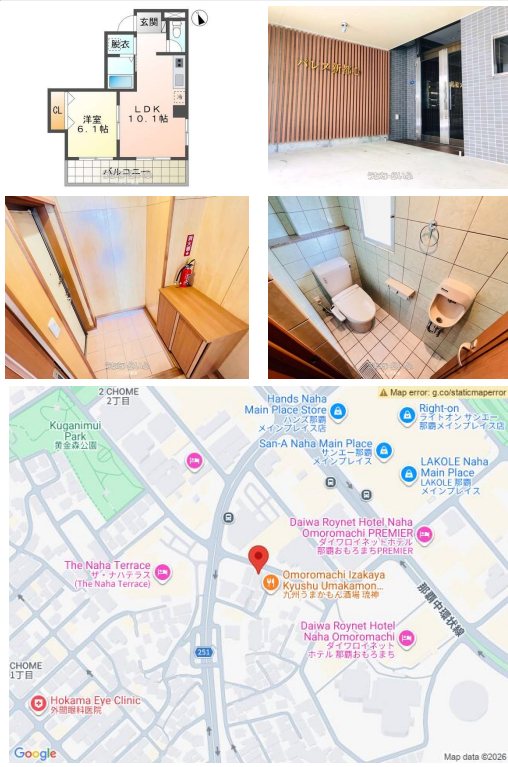 玄関
脱衣
CL
洋室
6.1帖
LDK
10.1帖
冷
バルコニー
2 CHOME
2丁目
Kuganimui
Park
黄金森公園
Hands Naha
Main Place Store
ハンズ那覇
メインプレイス店
⚠ Map error: g.co/staticmaperror
Right-on
ライトオン サンエー
那覇メインプレイス店
San-A Naha Main Place
サンエー那覇
メインプレイス
LAKOLE Naha
Main Place
LAKOLE 那覇
メインプレイス
Daiwa Roynet Hotel Naha
Omoromachi PREMIER
ダイワロイネットホテル
那覇おもろまちPREMIER
The Naha Terrace
ザ・ナハテラス
(The Naha Terrace)
Omoromachi Izakaya
Kyushu Umakamon...
九州うまかもん酒場 琉神
那覇中環状線
Daiwa Roynet Hotel
Naha Omoromachi
ダイワロイネット
ホテル 那覇おもろまち
251
CHOME
1丁目
Hokama Eye Clinic
外間眼科医院
Google
Map data ©2026